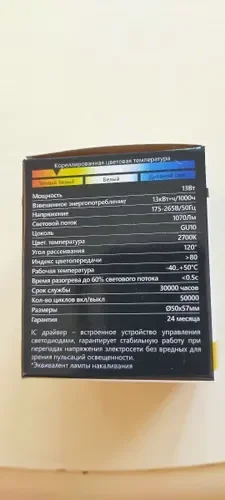 Коррелированная цветовая температура
Тёплый белый Белый Дневной свет
Мощность 13Вт
Взвешенное энергопотребление 13кВт•ч/1000ч
Напряжение 175-265В/50Гц
Световой поток 1070Лм
Цоколь GU10
Цвет. температура 2700К
Угол рассеивания 120°
Индекс цветопередачи >80
Рабочая температура -40...+50°С
Время разогрева до 60% светового потока <0.5с
Срок службы 30000 часов
Кол-во циклов вкл/выкл 50000
Размеры Ø50х57мм
Гарантия 24 месяца
IC драйвер – встроенное устройство управления
светодиодами, гарантирует стабильную работу при
перепадах напряжения электросети без вредных для
зрения пульсаций освещенности.
*Эквивалент лампы накаливания